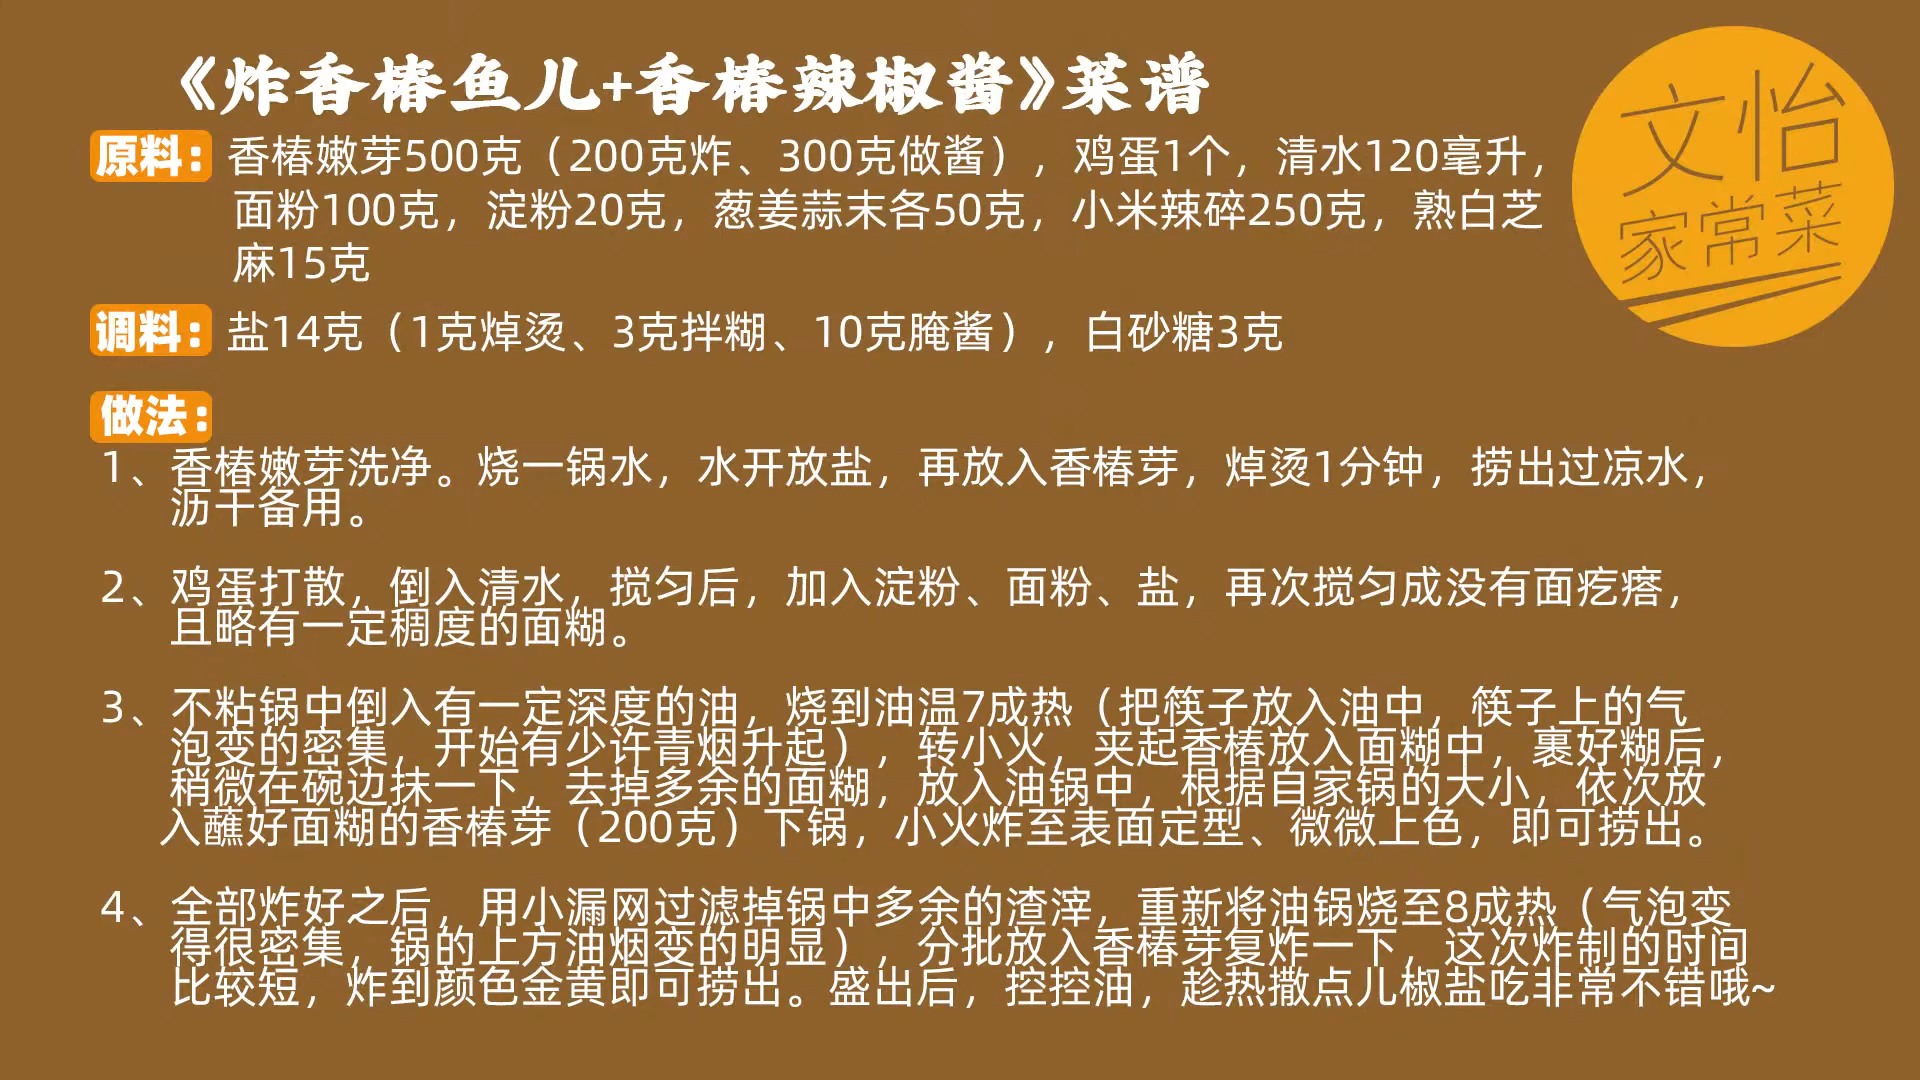 《炸香椿鱼儿+香椿辣椒酱》菜谱
原料：香椿嫩芽500克（200克炸、300克做酱），鸡蛋1个，清水120毫升，
面粉100克，淀粉20克，葱姜蒜末各50克，小米辣碎250克，熟白芝
麻15克
调料：盐14克（1克焯烫、3克拌糊、10克腌酱），白砂糖3克
做法：
1、香椿嫩芽洗净。烧一锅水，水开放盐，再放入香椿芽，焯烫1分钟，捞出过凉水，
沥干备用。
2、鸡蛋打散，倒入清水，搅匀后，加入淀粉、面粉、盐，再次搅匀成没有面疙瘩，
且略有一定稠度的面糊。
3、不粘锅中倒入有一定深度的油，烧到油温7成热（把筷子放入油中，筷子上的气
泡变的密集，开始有少许青烟升起），转小火，夹起香椿放入面糊中，裹好糊后，
稍微在碗边抹一下，去掉多余的面糊，放入油锅中，根据自家锅的大小，依次放
入蘸好面糊的香椿芽（200克）下锅，小火炸至表面定型、微微上色，即可捞出。
4、全部炸好之后，用小漏网过滤掉锅中多余的渣滓，重新将油锅烧至8成热（气泡变
得很密集，锅的上方油烟变的明显），分批放入香椿芽复炸一下，这次炸制的时间
比较短，炸到颜色金黄即可捞出。盛出后，控控油，趁热撒点儿椒盐吃非常不错哦~
文怡
家常菜